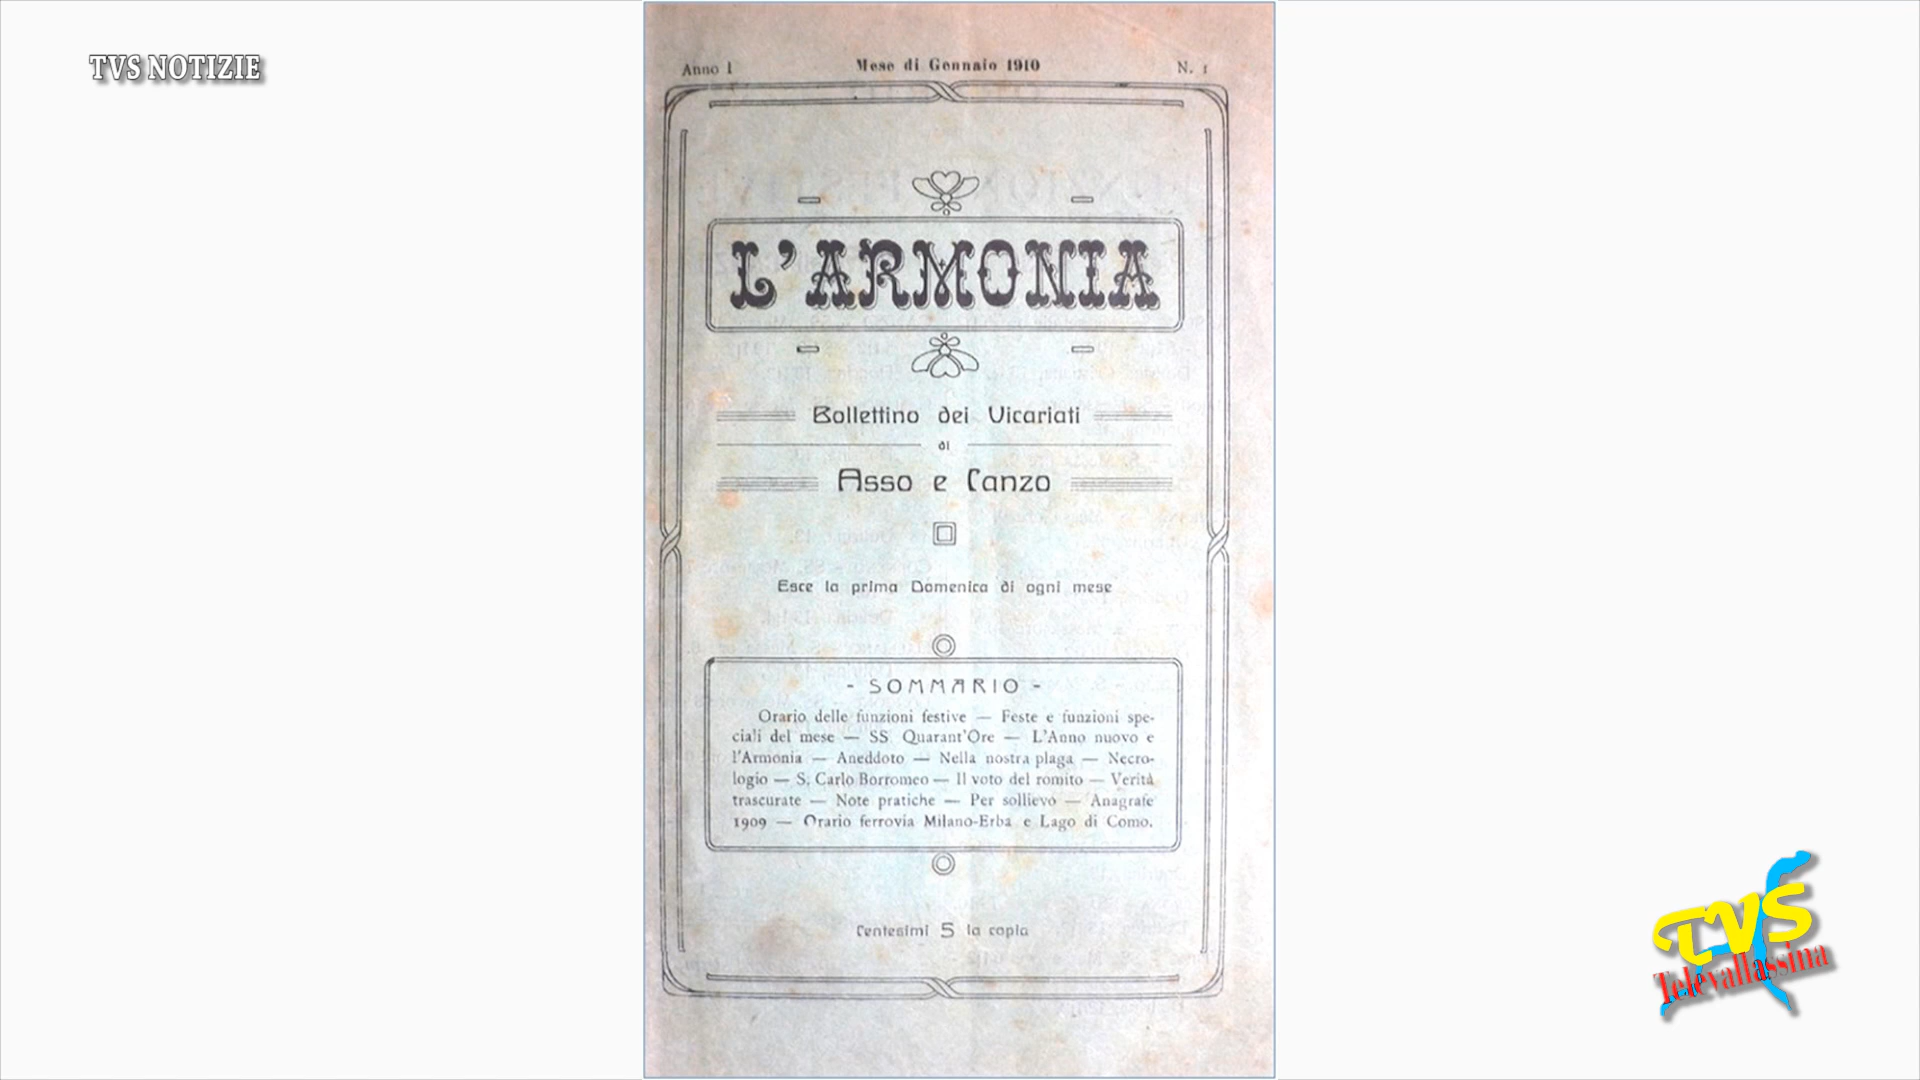 TVS NOTIZIE
Anno I Mese di Gennaio 1910 N. 1
L'ARMONIA
Bollettino dei Vicariati
di
Asso e Canzo
Esce la prima Domenica di ogni mese
- SOMMARIO -
Orario delle funzioni festive — Feste e funzioni spe-
ciali del mese — SS Quarant'Ore — L'Anno nuovo e
l'Armonia — Aneddoto — Nella nostra plaga — Necro-
logio — S. Carlo Borromeo — Il voto del romito — Verità
trascurate — Note pratiche — Per sollievo — Anagrafe
1909 — Orario ferrovia Milano-Erba e Lago di Como.
Centesimi 5 la copia
TVS
Televallassina